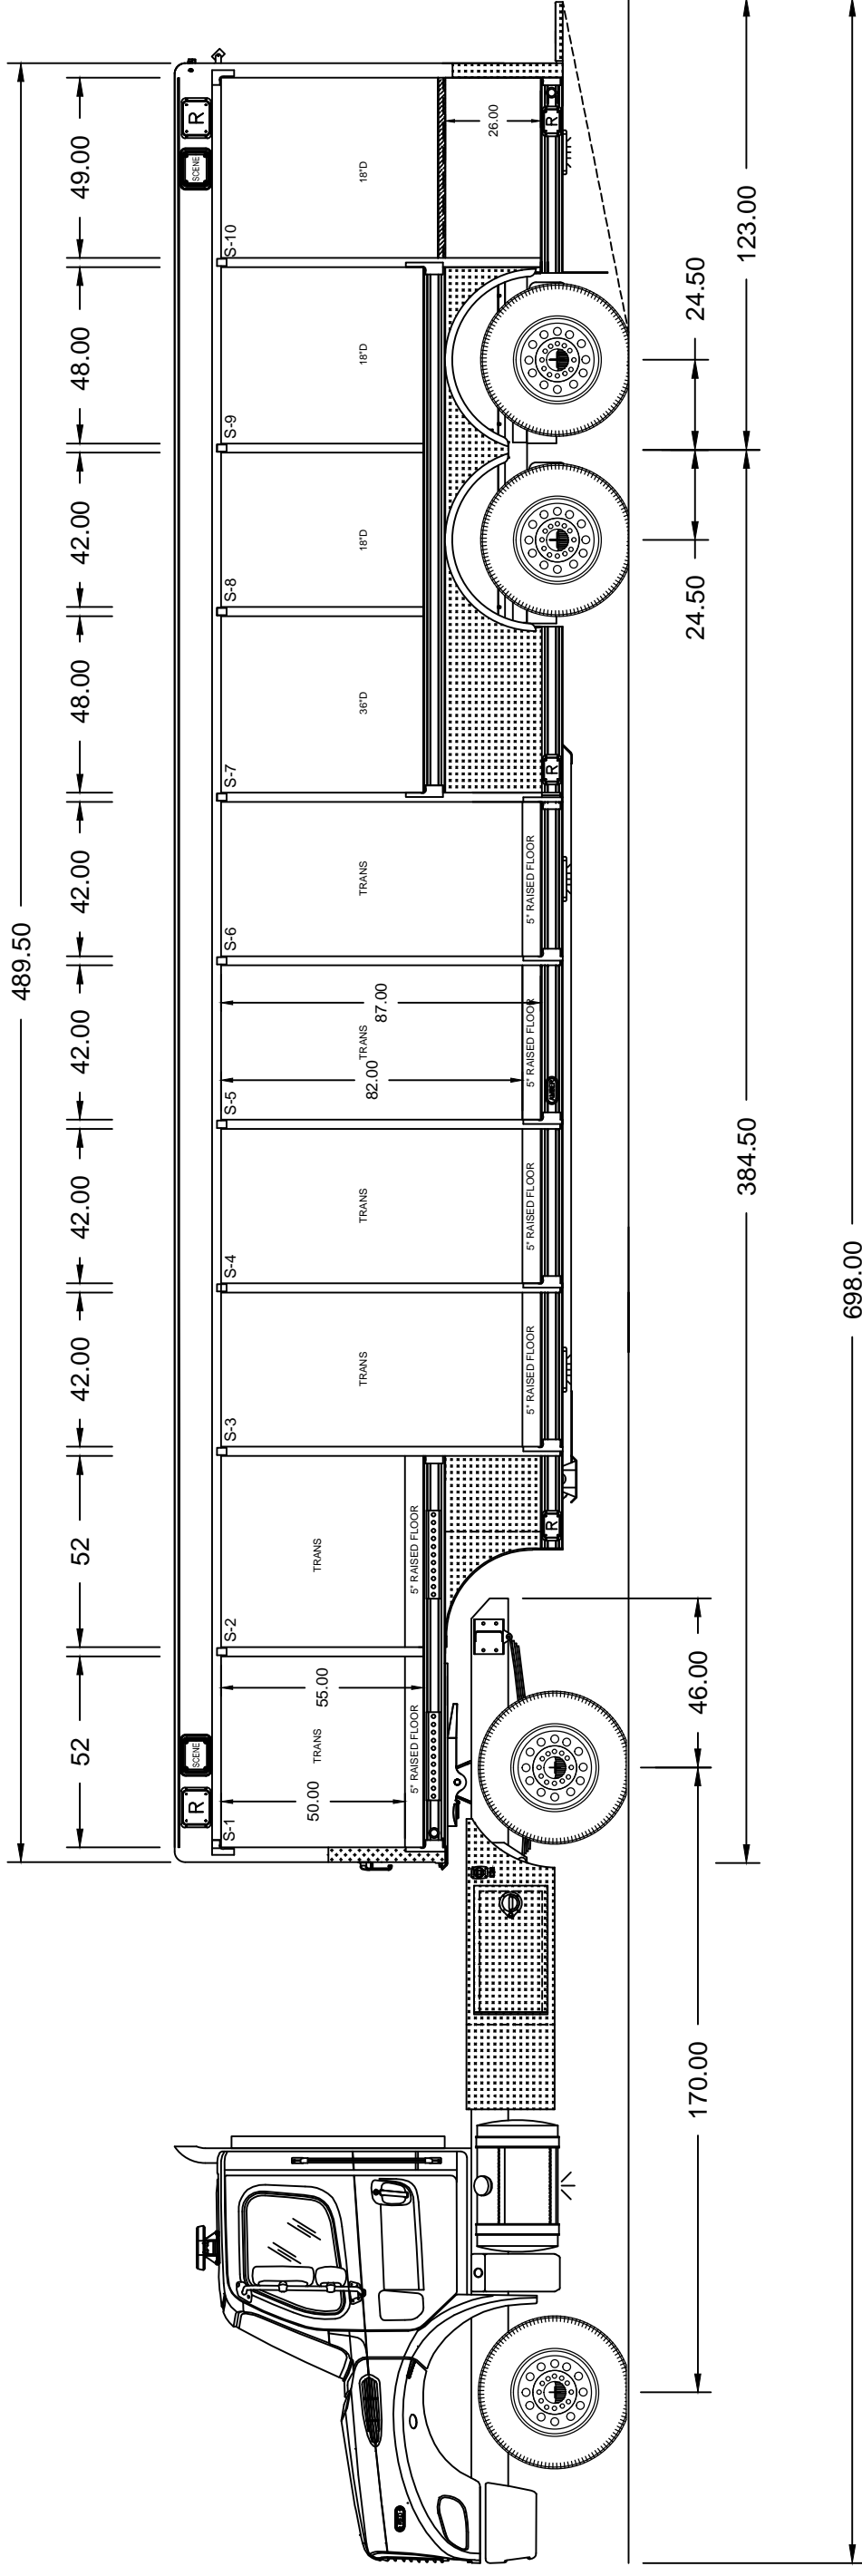 489.50
52
52
42.00
42.00
42.00
42.00
48.00
42.00
48.00
49.00
R
SCENE
SCENE
R
S-1
S-2
S-3
S-4
S-5
S-6
S-7
S-8
S-9
S-10
50.00
TRANS
55.00
TRANS
TRANS
TRANS
82.00
TRANS
87.00
TRANS
36"D
18"D
18"D
18"D
5" RAISED FLOOR
5" RAISED FLOOR
5" RAISED FLOOR
5" RAISED FLOOR
5" RAISED FLOOR
5" RAISED FLOOR
26.00
R
AMBER
R
R
170.00
46.00
24.50
24.50
384.50
123.00
698.00